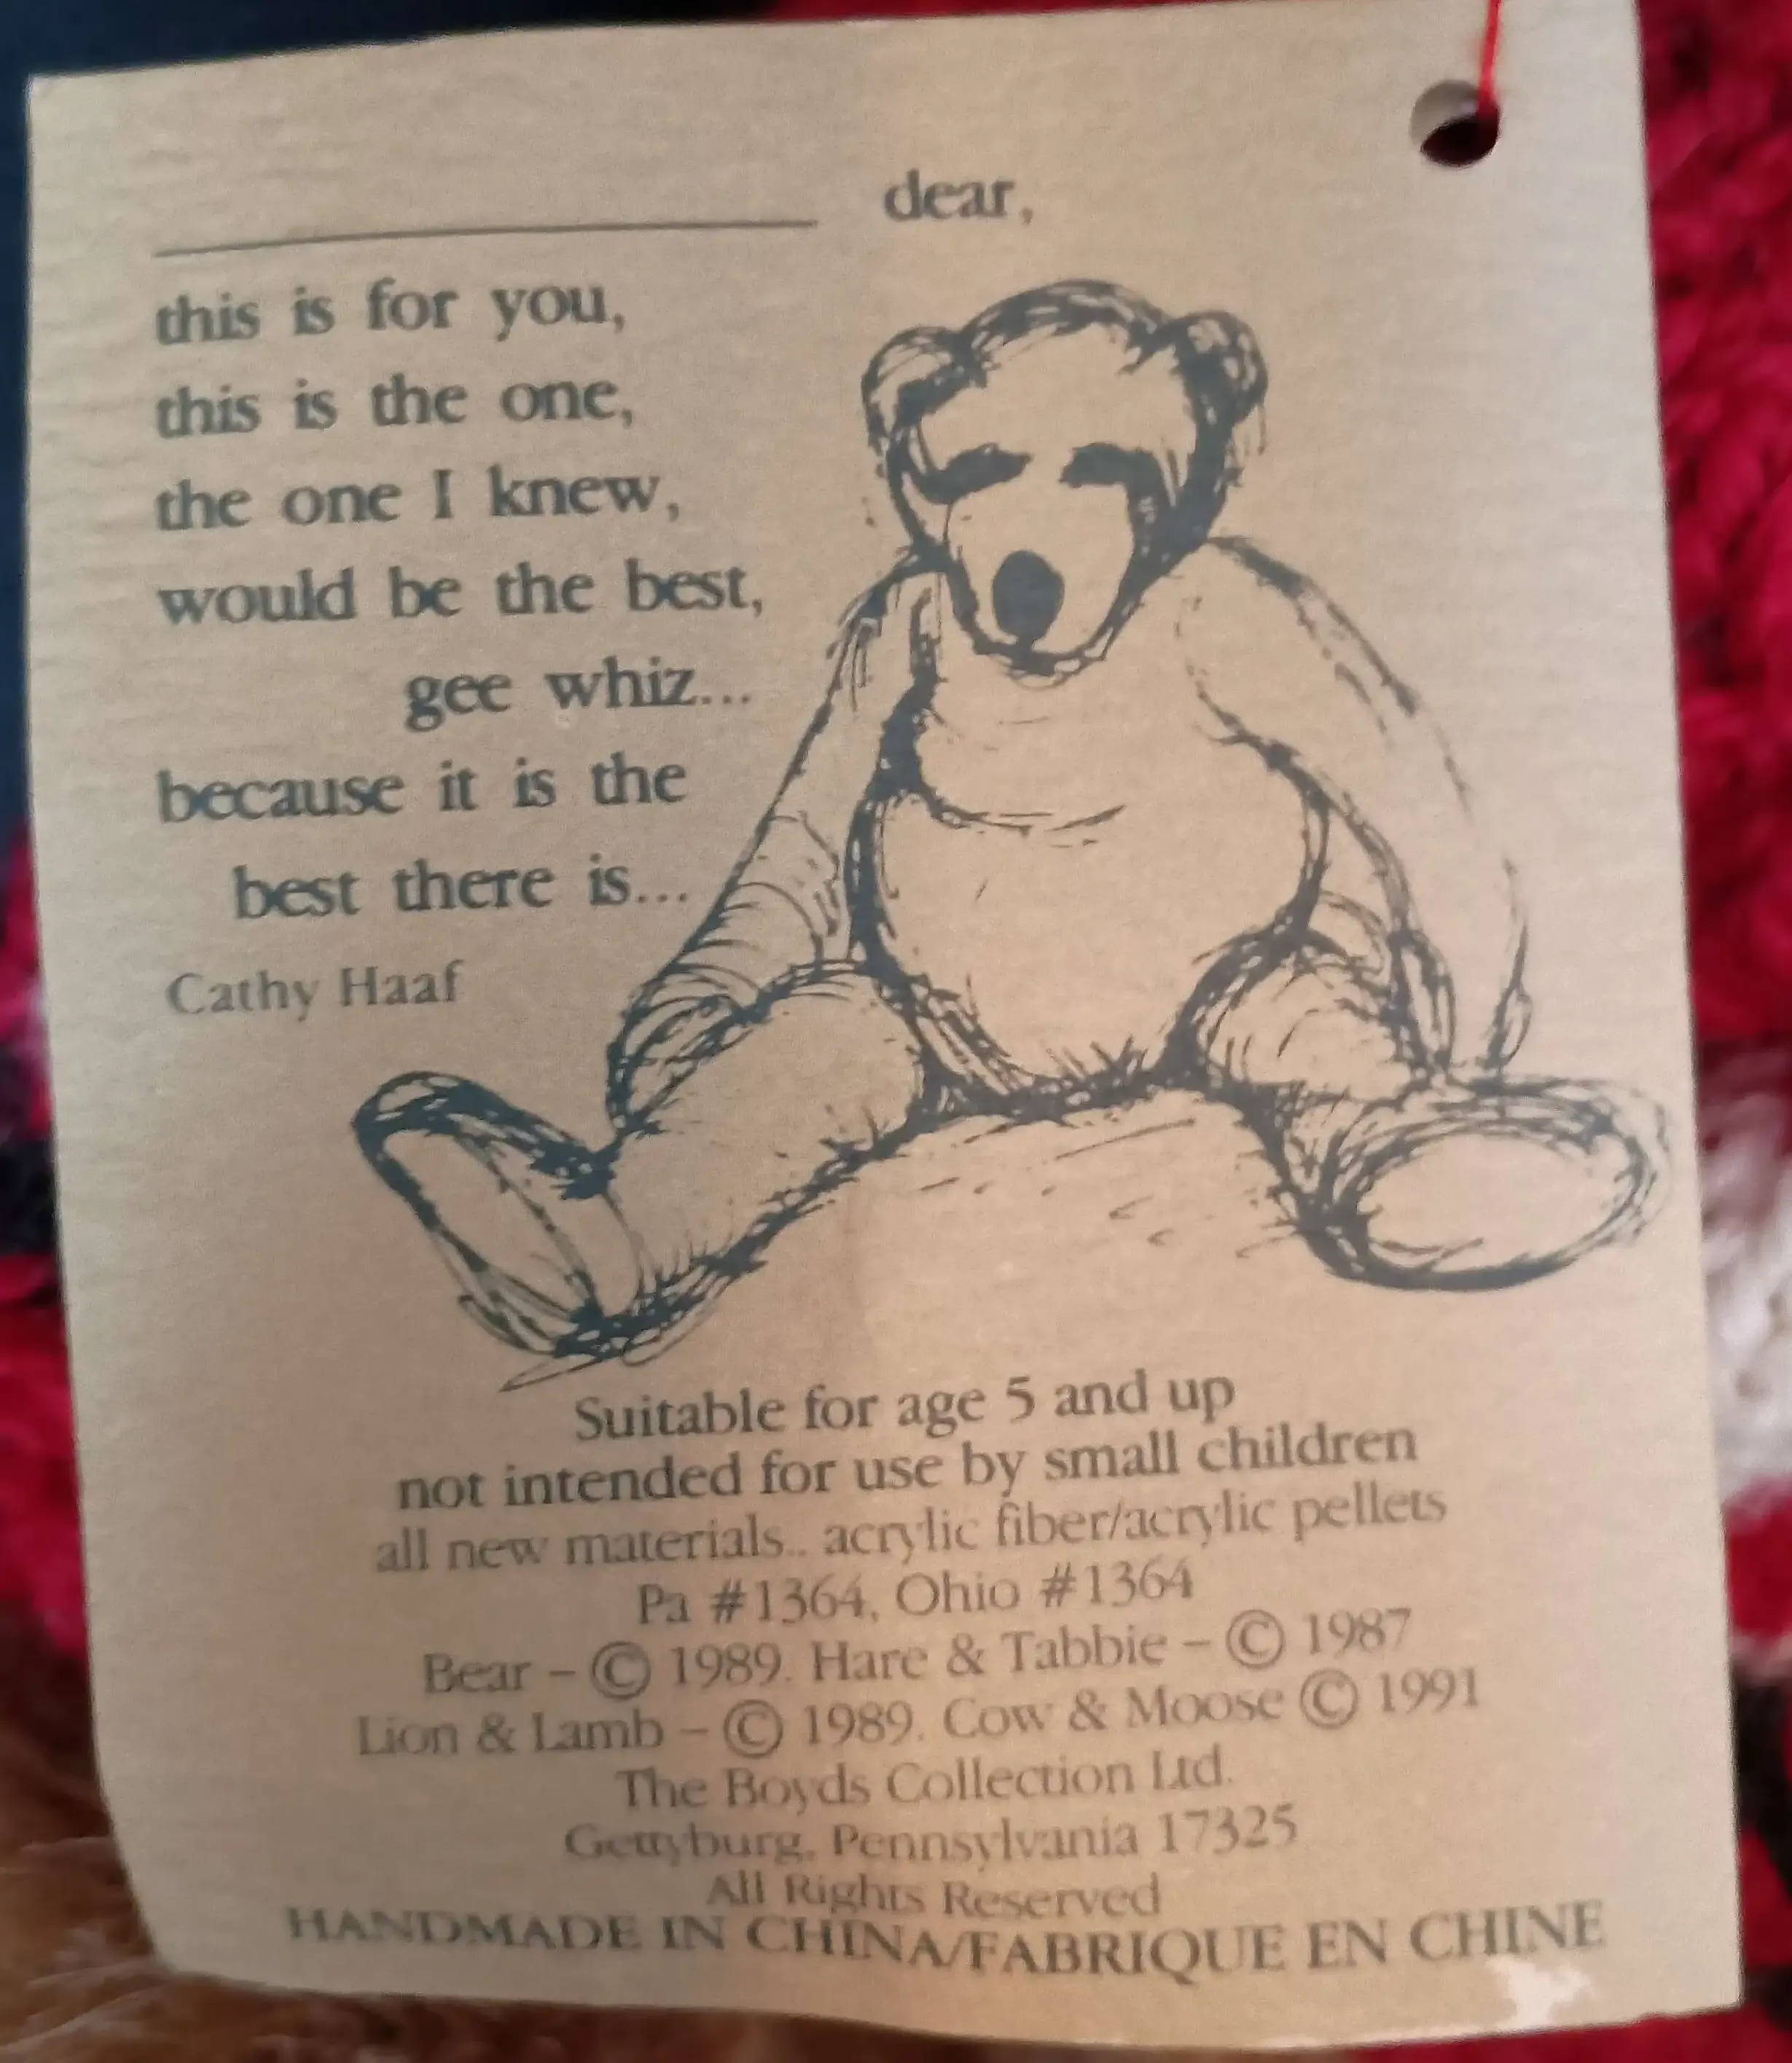 dear,
this is for you,
this is the one,
the one I knew,
would be the best,
gee whiz...
because it is the
best there is...
Cathy Haaf
Suitable for age 5 and up
not intended for use by small children
all new materials.. acrylic fiber/acrylic pellets
Pa #1364, Ohio #1364
Bear – © 1989. Hare & Tabbie – © 1987
Lion & Lamb – © 1989. Cow & Moose © 1991
The Boyds Collection Ltd.
Gettyburg, Pennsylvania 17325
All Rights Reserved
HANDMADE IN CHINA/FABRIQUE EN CHINE